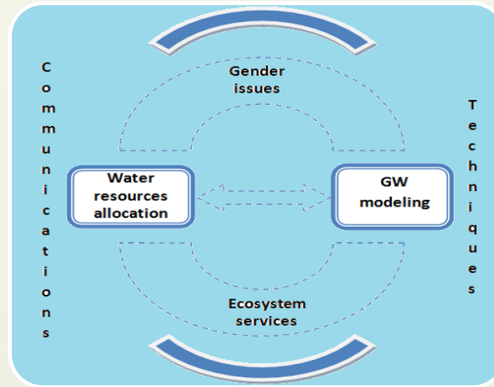 Communications
Gender
issues
Techniques
Water
resources
allocation
GW
modeling
Ecosystem
services